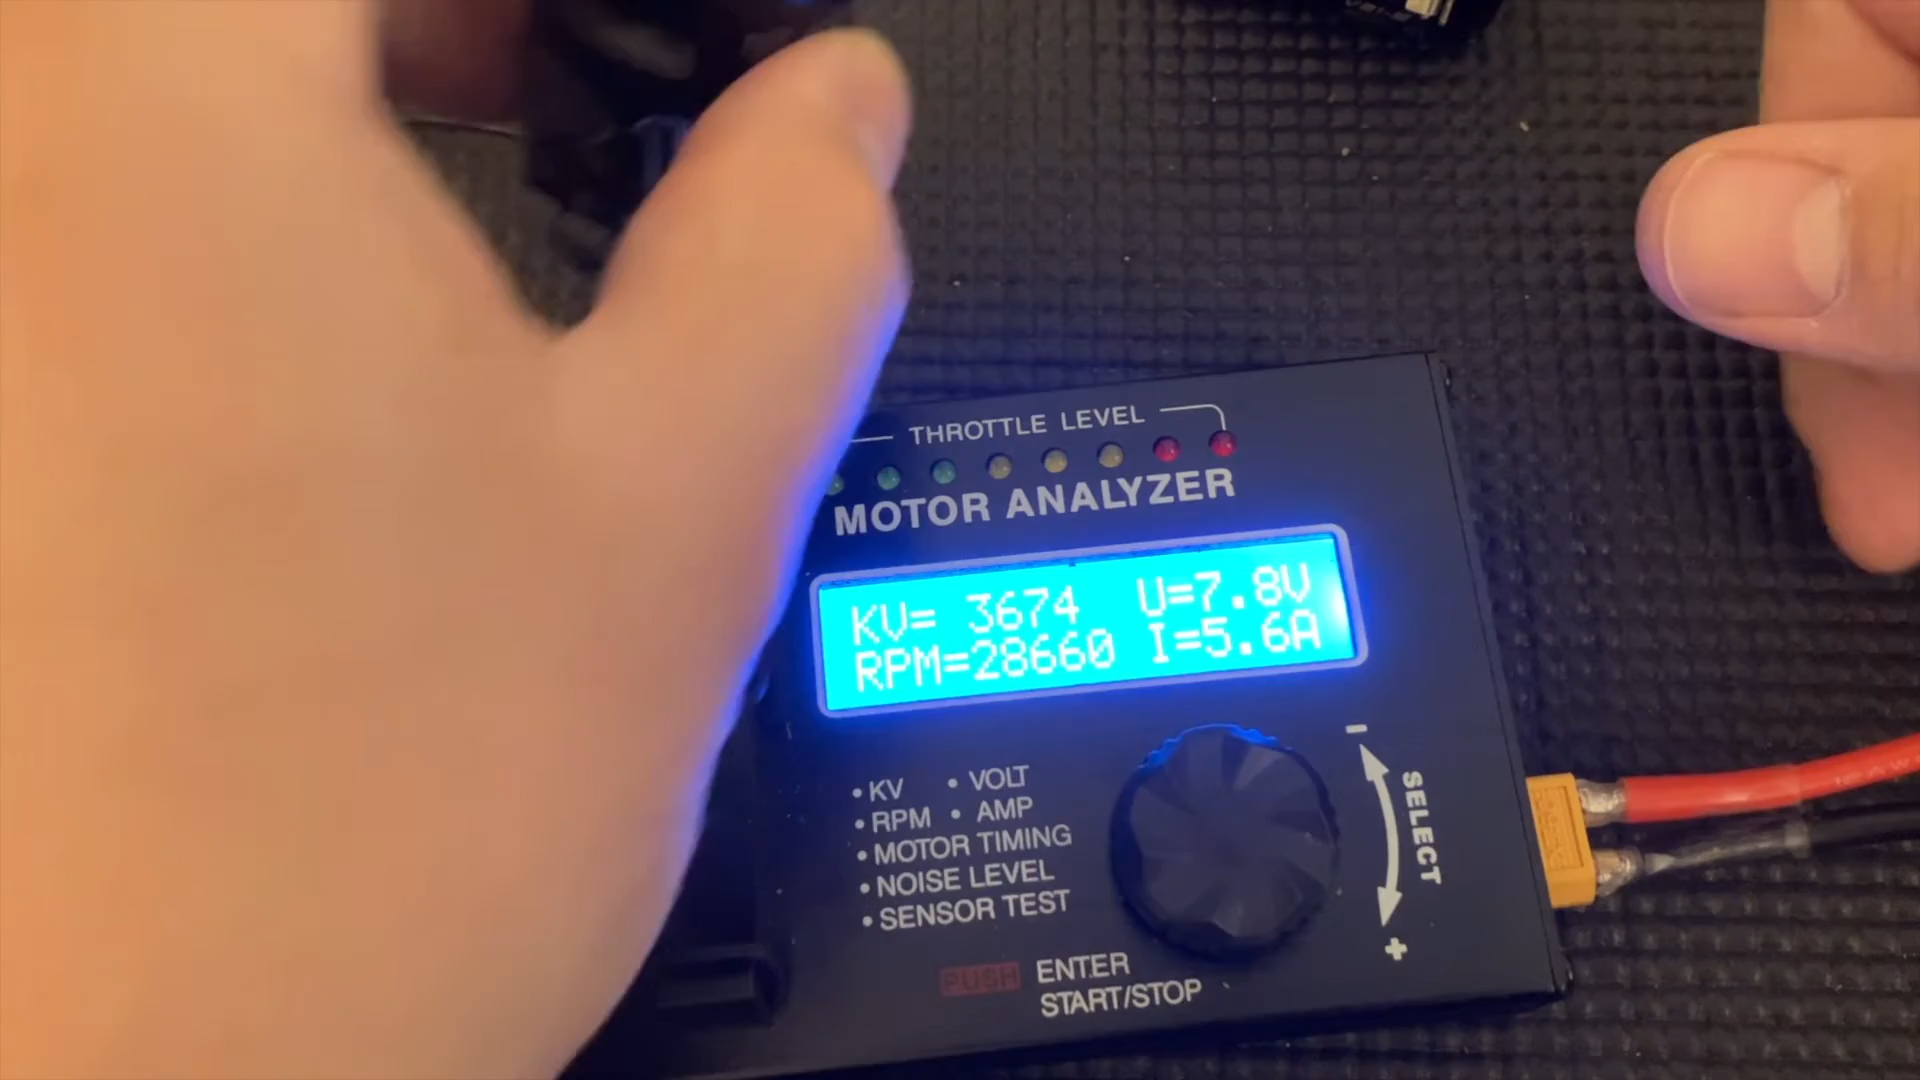 THROTTLE LEVEL
MOTOR ANALYZER
KV= 3674 U=7.8V
RPM=28660 I=5.6A
• KV • VOLT
• RPM • AMP
• MOTOR TIMING
• NOISE LEVEL
• SENSOR TEST
PUSH ENTER
START/STOP
−
SELECT
+